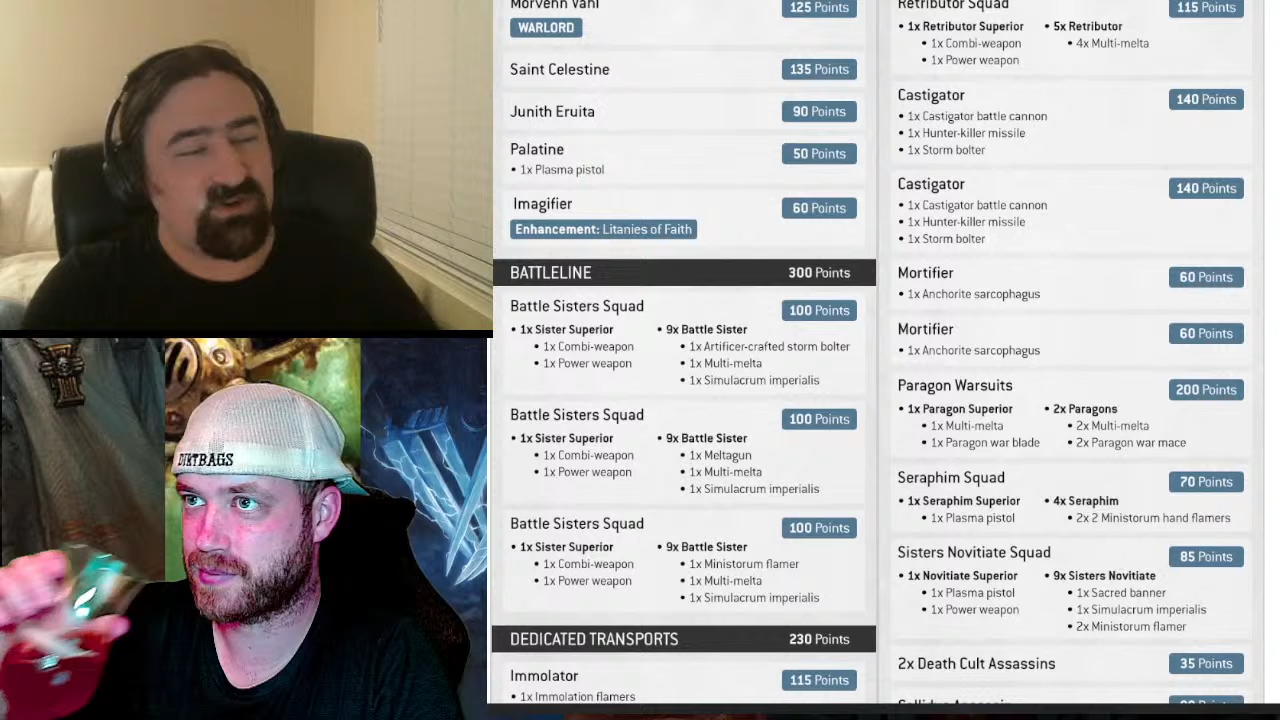 Morvenn Vahl
125 Points
WARLORD
Saint Celestine
135 Points
Junith Eruita
90 Points
Palatine
50 Points
• 1x Plasma pistol
Imagifier
60 Points
Enhancement: Litanies of Faith
BATTLELINE
300 Points
Battle Sisters Squad
100 Points
• 1x Sister Superior
• 1x Combi-weapon
• 1x Power weapon
• 9x Battle Sister
• 1x Artificer-crafted storm bolter
• 1x Multi-melta
• 1x Simulacrum imperialis
Battle Sisters Squad
100 Points
• 1x Sister Superior
• 1x Combi-weapon
• 1x Power weapon
• 9x Battle Sister
• 1x Meltagun
• 1x Multi-melta
• 1x Simulacrum imperialis
Battle Sisters Squad
100 Points
• 1x Sister Superior
• 1x Combi-weapon
• 1x Power weapon
• 9x Battle Sister
• 1x Ministorum flamer
• 1x Multi-melta
• 1x Simulacrum imperialis
DEDICATED TRANSPORTS
230 Points
Immolator
115 Points
• 1x Immolation flamers
Retributor Squad
115 Points
• 1x Retributor Superior
• 1x Combi-weapon
• 1x Power weapon
• 5x Retributor
• 4x Multi-melta
Castigator
140 Points
• 1x Castigator battle cannon
• 1x Hunter-killer missile
• 1x Storm bolter
Castigator
140 Points
• 1x Castigator battle cannon
• 1x Hunter-killer missile
• 1x Storm bolter
Mortifier
60 Points
• 1x Anchorite sarcophagus
Mortifier
60 Points
• 1x Anchorite sarcophagus
Paragon Warsuits
200 Points
• 1x Paragon Superior
• 1x Multi-melta
• 1x Paragon war blade
• 2x Paragons
• 2x Multi-melta
• 2x Paragon war mace
Seraphim Squad
70 Points
• 1x Seraphim Superior
• 1x Plasma pistol
• 4x Seraphim
• 2x 2 Ministorum hand flamers
Sisters Novitiate Squad
85 Points
• 1x Novitiate Superior
• 1x Plasma pistol
• 1x Power weapon
• 9x Sisters Novitiate
• 1x Sacred banner
• 1x Simulacrum imperialis
• 2x Ministorum flamer
2x Death Cult Assassins
35 Points
DIRTBAGS